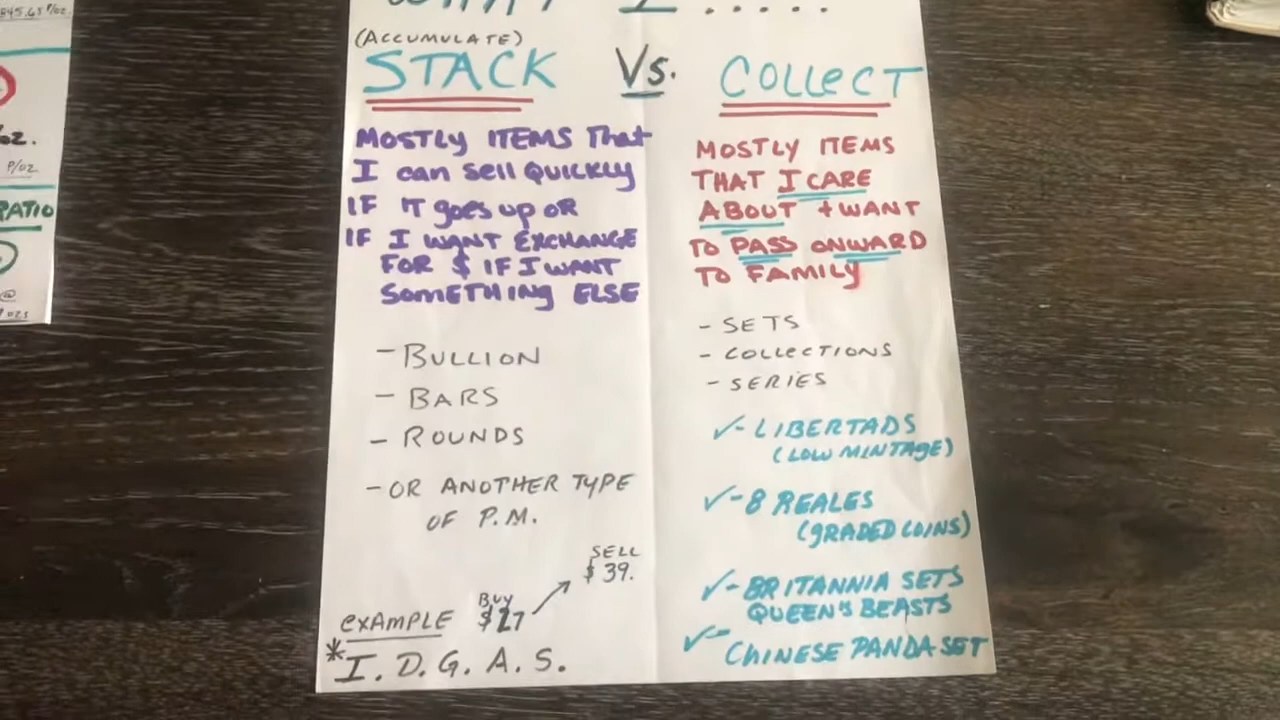 WHAT I .....
(ACCUMULATE)
STACK Vs. COLLECT
MOSTLY ITEMS That
I can sell QUICKLY
IF IT goes up OR
IF I WANT EXCHANGE
FOR $ IF I WANT
SOMETHING ELSE
- BULLION
- BARS
- ROUNDS
- OR ANOTHER TYPE
OF P.M.
SELL
$39.
BUY
EXAMPLE $27
*I. D. G. A. S.
MOSTLY ITEMS
THAT I CARE
ABOUT + WANT
TO PASS ONWARD
TO FAMILY
- SETS
- COLLECTIONS
- SERIES
✓- LIBERTADS
(LOW MINTAGE)
✓- 8 REALES
(GRADED COINS)
✓- BRITANNIA SETS
QUEEN'S BEASTS
✓- CHINESE PANDA SET
P/oz
RATIO